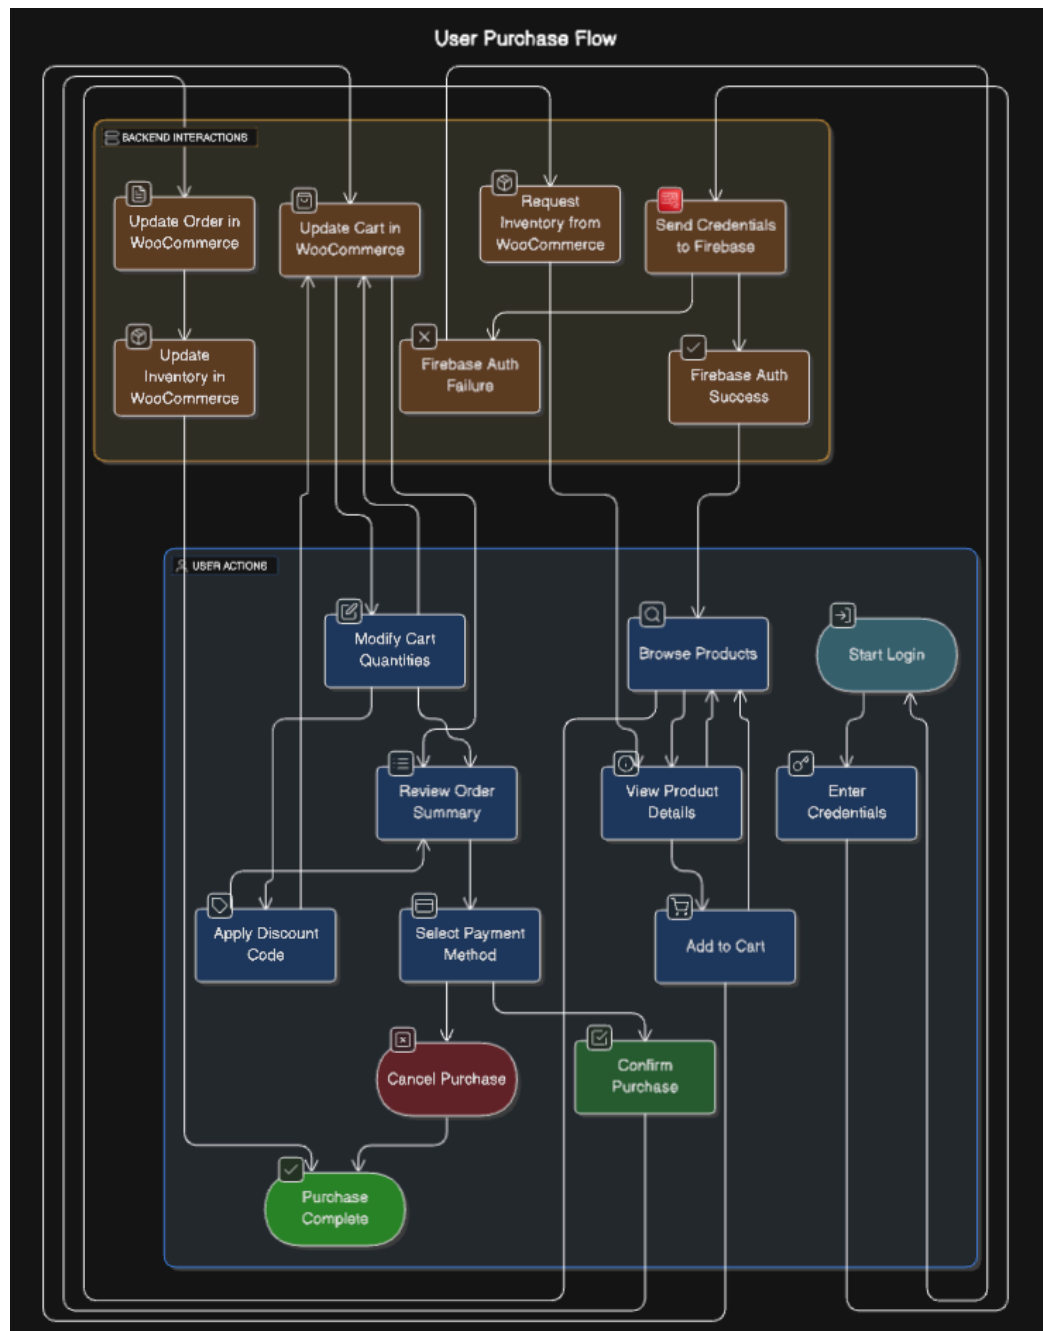 User Purchase Flow
BACKEND INTERACTIONS
Update Order in
WooCommerce
Update Cart in
WooCommerce
Request
Inventory from
WooCommerce
Send Credentials
to Firebase
Update
Inventory in
WooCommerce
Firebase Auth
Failure
Firebase Auth
Success
USER ACTIONS
Modify Cart
Quantities
Browse Products
Start Login
Review Order
Summary
View Product
Details
Enter
Credentials
Apply Discount
Code
Select Payment
Method
Add to Cart
Cancel Purchase
Confirm
Purchase
Purchase
Complete